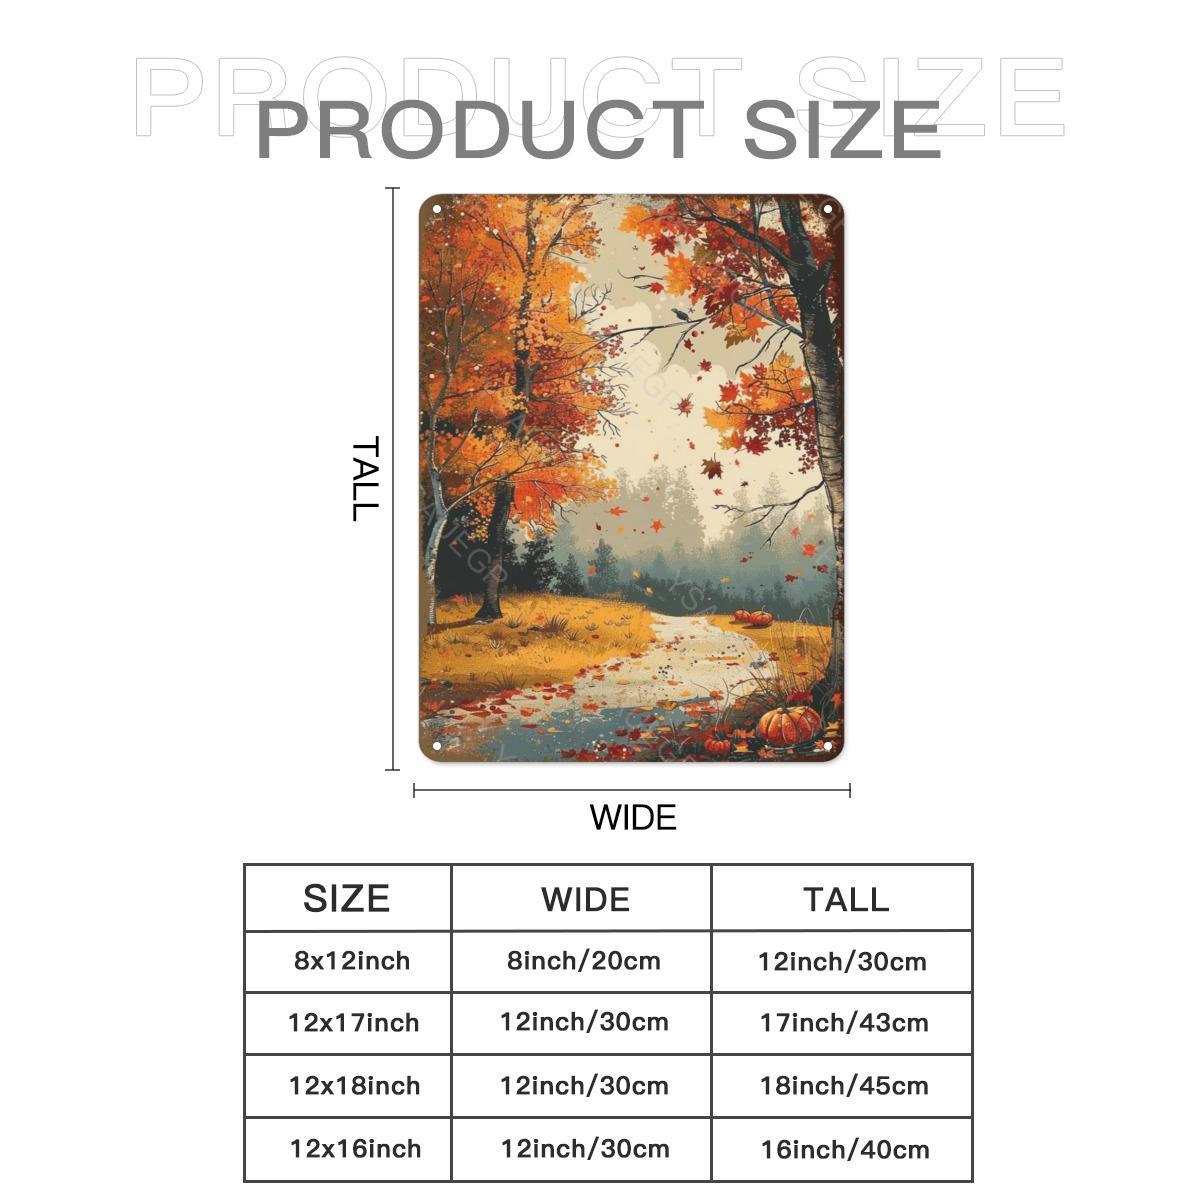 PRODUCT SIZE
PRODUCT SIZE
TALL
WIDE
SIZE WIDE TALL
8x12inch 8inch/20cm 12inch/30cm
12x17inch 12inch/30cm 17inch/43cm
12x18inch 12inch/30cm 18inch/45cm
12x16inch 12inch/30cm 16inch/40cm